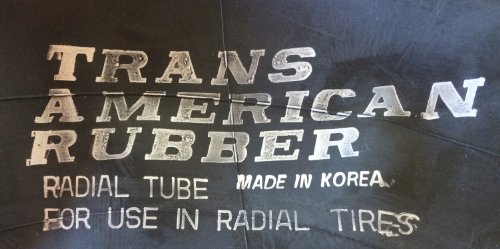 TRANS
AMERICAN
RUBBER
RADIAL TUBE MADE IN KOREA
FOR USE IN RADIAL TIRES